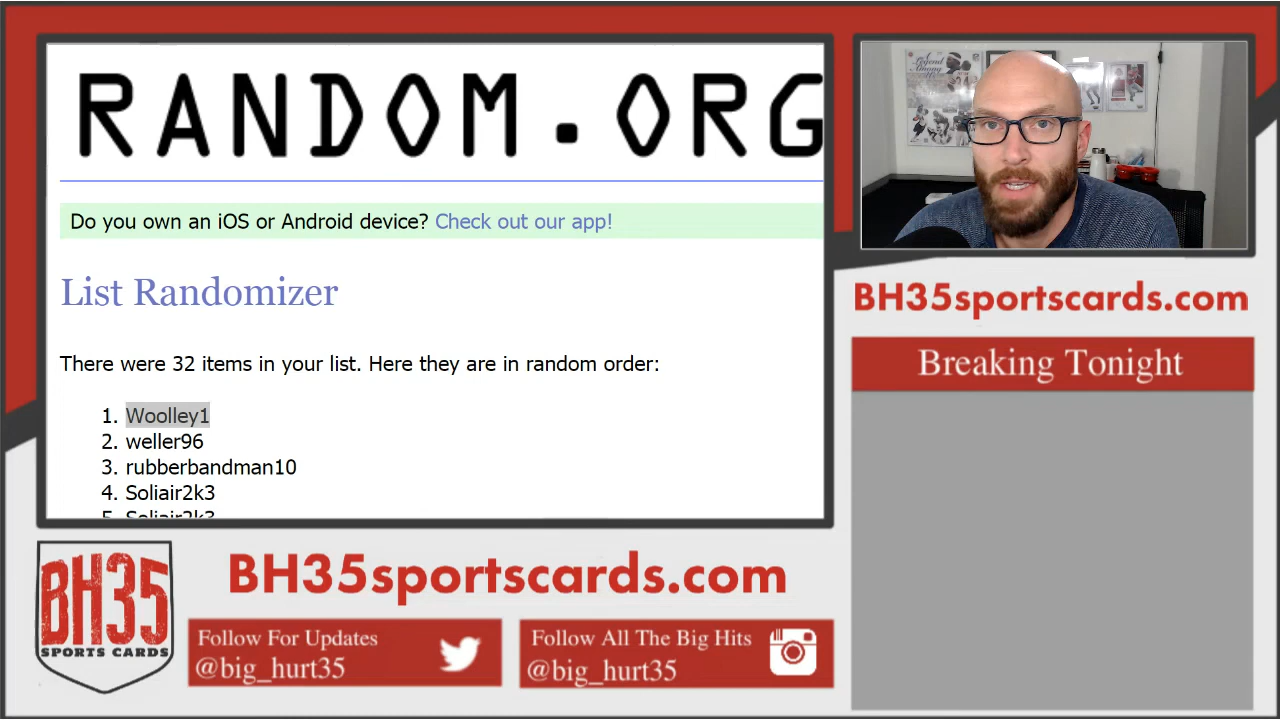 RANDOM.ORG
Do you own an iOS or Android device? Check out our app!
List Randomizer
There were 32 items in your list. Here they are in random order:
1. Woolley1
2. weller96
3. rubberbandman10
4. Soliair2k3
5. Soliair2k3
BH35sportscards.com
Breaking Tonight
BH35
SPORTS CARDS
BH35sportscards.com
Follow For Updates
@big_hurt35
Follow All The Big Hits
@big_hurt35